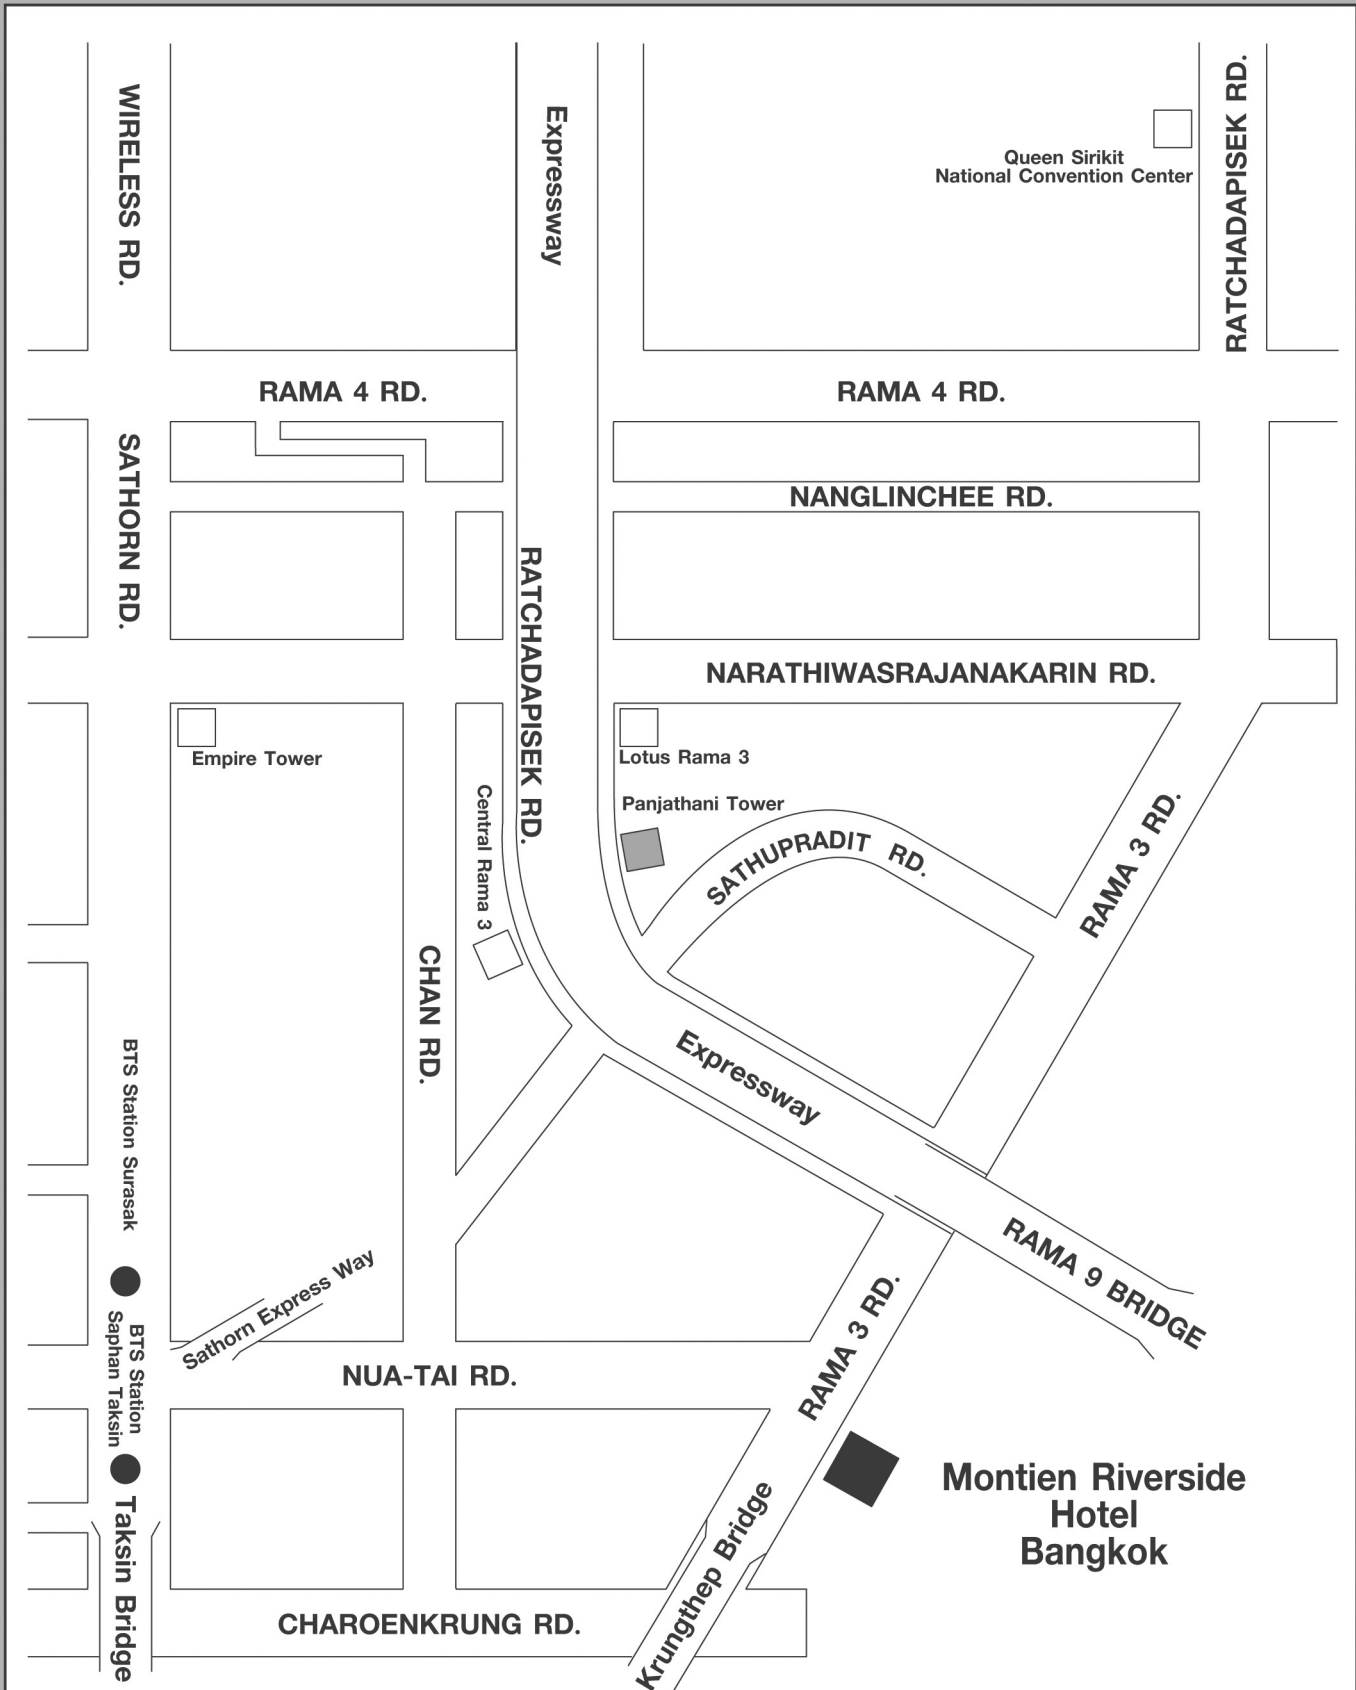 WIRELESS RD.
Expressway
Queen Sirikit
National Convention Center
RATCHADAPISEK RD.
RAMA 4 RD.
RAMA 4 RD.
SATHORN RD.
NANGLINCHEE RD.
RATCHADAPISEK RD.
NARATHIWASRAJANAKARIN RD.
Empire Tower
Lotus Rama 3
Central Rama 3
Panjathani Tower
SATHUPRADIT RD.
RAMA 3 RD.
CHAN RD.
Expressway
BTS Station Surasak
RAMA 9 BRIDGE
Sathorn Express Way
RAMA 3 RD.
BTS Station
Saphan Taksin
NUA-TAI RD.
Montien Riverside
Hotel
Bangkok
Taksin Bridge
Krungthep Bridge
CHAROENKRUNG RD.